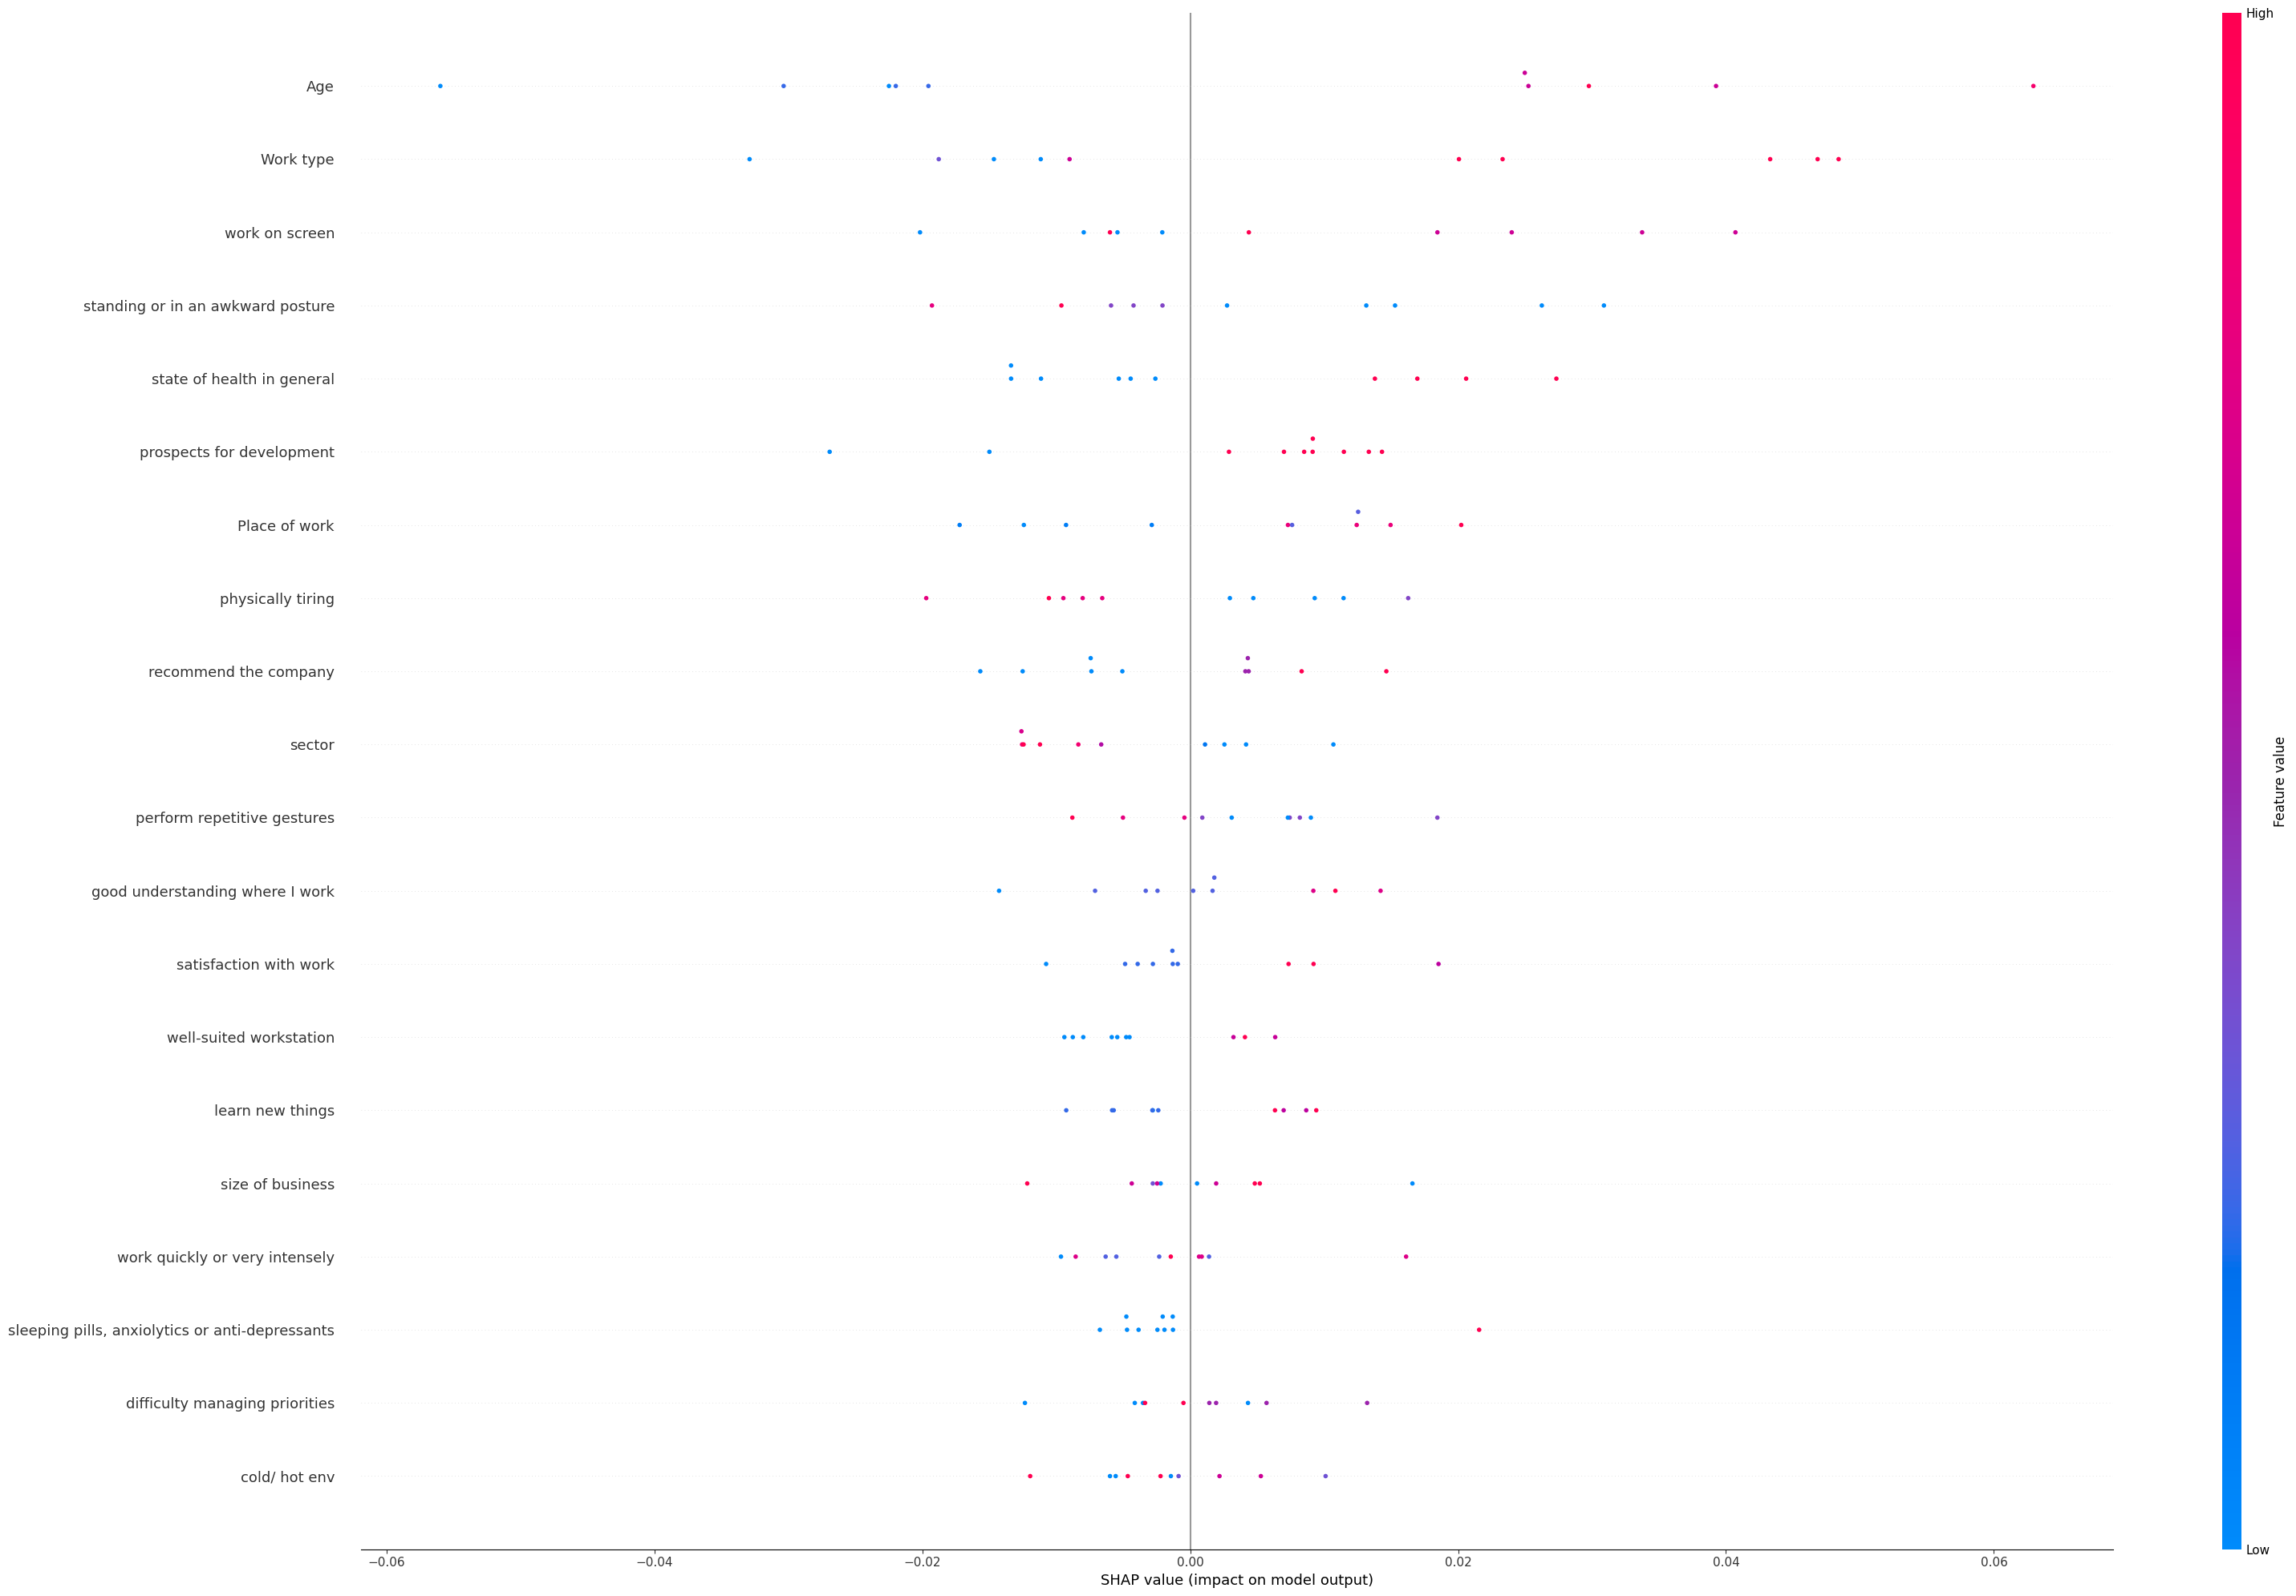 High
Age
Work type
work on screen
standing or in an awkward posture
state of health in general
prospects for development
Place of work
physically tiring
recommend the company
sector
perform repetitive gestures
good understanding where I work
satisfaction with work
well-suited workstation
learn new things
size of business
work quickly or very intensely
sleeping pills, anxiolytics or anti-depressants
difficulty managing priorities
cold/ hot env
Feature value
Low
−0.06 −0.04 −0.02 0.00 0.02 0.04 0.06
SHAP value (impact on model output)